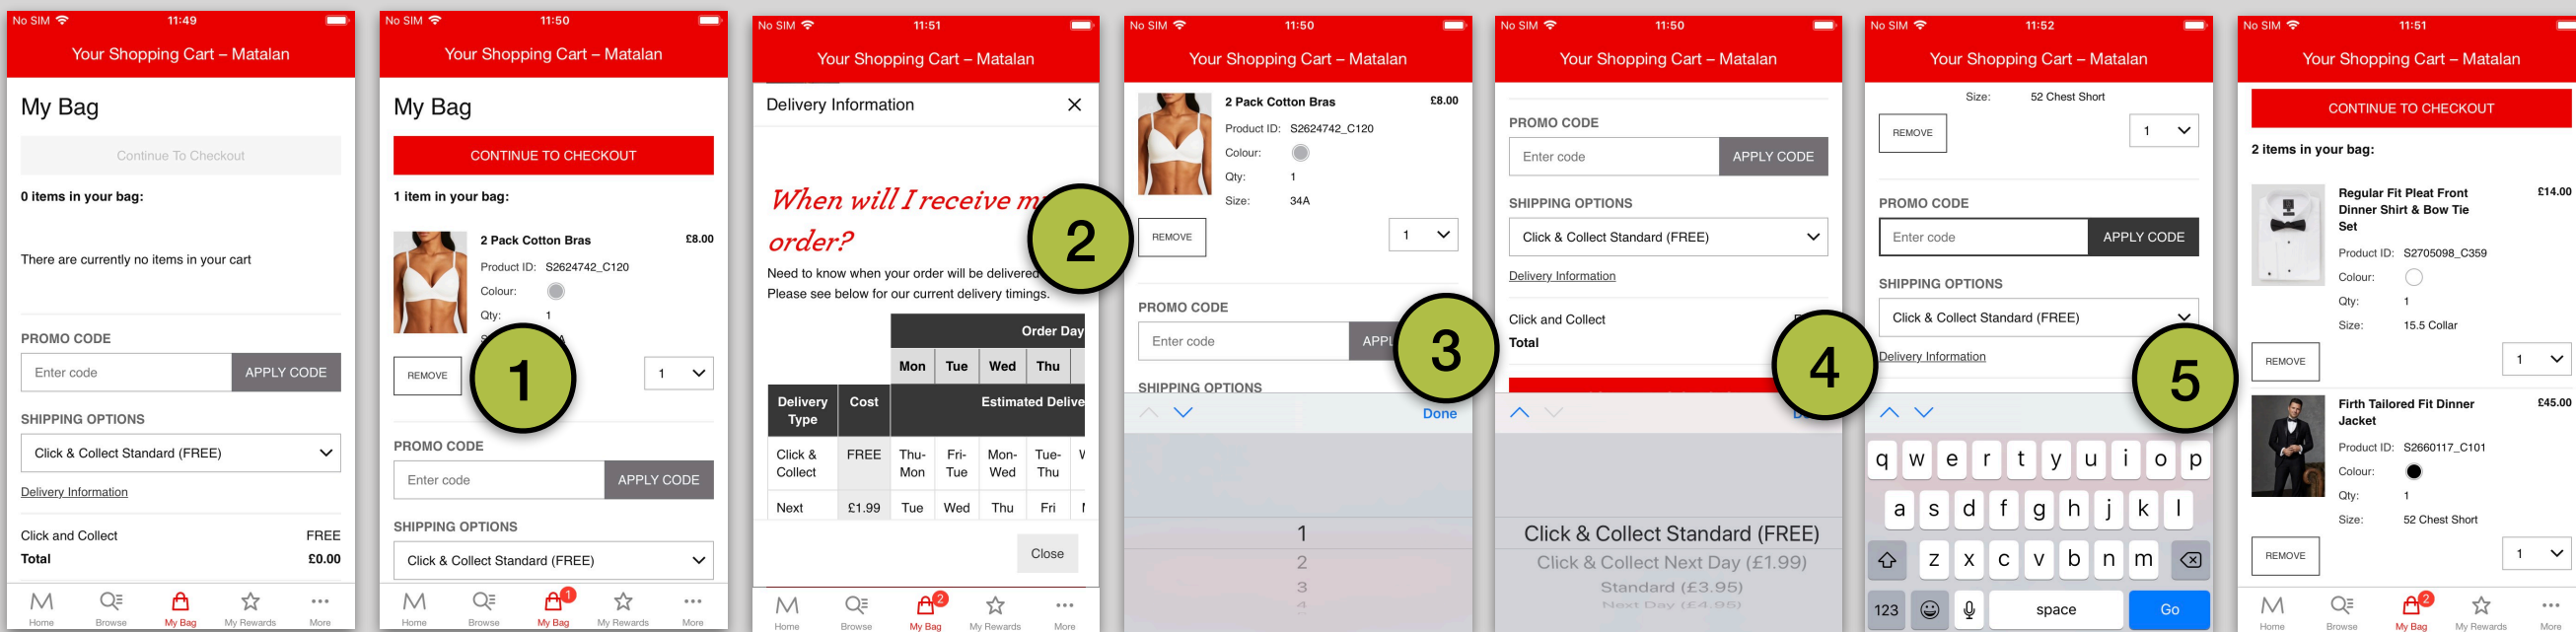 No SIM 11:49
Your Shopping Cart – Matalan
My Bag
Continue To Checkout
0 items in your bag:
There are currently no items in your cart
PROMO CODE
Enter code APPLY CODE
SHIPPING OPTIONS
Click & Collect Standard (FREE)
Delivery Information
Click and Collect FREE
Total £0.00
Home Browse My Bag My Rewards More
No SIM 11:50
Your Shopping Cart – Matalan
My Bag
CONTINUE TO CHECKOUT
1 item in your bag:
2 Pack Cotton Bras £8.00
Product ID: S2624742_C120
Colour:
Qty: 1
REMOVE 1
1
PROMO CODE
Enter code APPLY CODE
SHIPPING OPTIONS
Click & Collect Standard (FREE)
1
Home Browse My Bag My Rewards More
No SIM 11:51
Your Shopping Cart – Matalan
Delivery Information
When will I receive
order?
Need to know when your order will be delivered
Please see below for our current delivery timings.
Order Day
Mon Tue Wed Thu
Delivery Type Cost Estimated
Click & Collect FREE Thu-Mon Fri-Tue Mon-Wed Tue-Thu
Next £1.99 Tue Wed Thu Fri
Close
2
Home Browse My Bag My Rewards More
2
No SIM 11:50
Your Shopping Cart – Matalan
2 Pack Cotton Bras £8.00
Product ID: S2624742_C120
Colour:
Qty: 1
Size: 34A
REMOVE 1
PROMO CODE
Enter code
SHIPPING OPTIONS
Done
1
2
3
4
3
No SIM 11:50
Your Shopping Cart – Matalan
PROMO CODE
Enter code APPLY CODE
SHIPPING OPTIONS
Click & Collect Standard (FREE)
Delivery Information
Click and Collect
Total
Click & Collect Standard (FREE)
Click & Collect Next Day (£1.99)
Standard (£3.95)
Next Day (£4.95)
4
No SIM 11:52
Your Shopping Cart – Matalan
Size: 52 Chest Short
REMOVE 1
PROMO CODE
Enter code APPLY CODE
SHIPPING OPTIONS
Click & Collect Standard (FREE)
Delivery Information
q w e r t y u i o p
a s d f g h j k l
z x c v b n m
123 space Go
5
No SIM 11:51
Your Shopping Cart – Matalan
CONTINUE TO CHECKOUT
2 items in your bag:
Regular Fit Pleat Front £14.00
Dinner Shirt & Bow Tie
Set
Product ID: S2705098_C359
Colour:
Qty: 1
Size: 15.5 Collar
REMOVE 1
Firth Tailored Fit Dinner £45.00
Jacket
Product ID: S2660117_C101
Colour:
Qty: 1
Size: 52 Chest Short
REMOVE 1
2
Home Browse My Bag My Rewards More